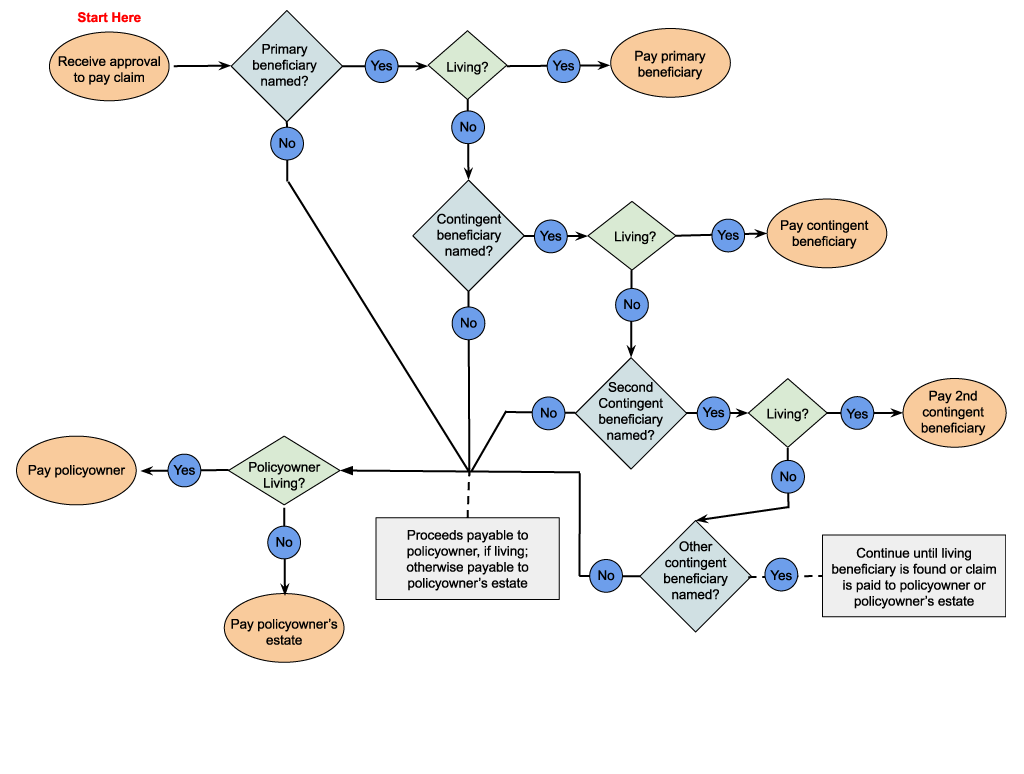 Start Here
Receive approval
to pay claim
Primary
beneficiary
named?
Yes
Living?
Yes
Pay primary
beneficiary
No
No
Contingent
beneficiary
named?
Yes
Living?
Yes
Pay contingent
beneficiary
No
No
Second
Contingent
beneficiary
named?
No
Yes
Living?
Yes
Pay 2nd
contingent
beneficiary
Pay policyowner
Yes
Policyowner
Living?
No
No
Pay policyowner's
estate
Proceeds payable to
policyowner, if living;
otherwise payable to
policyowner's estate
No
Other
contingent
beneficiary
named?
Yes
Continue until living
beneficiary is found or claim
is paid to policyowner or
policyowner's estate